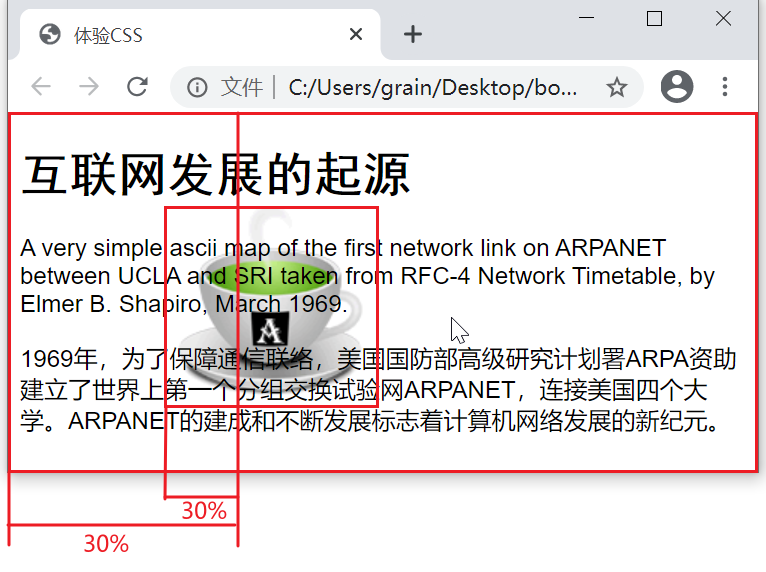 体验CSS
文件 C:/Users/grain/Desktop/bo...
互联网发展的起源
A very simple ascii map of the first network link on ARPANET
between UCLA and SRI taken from RFC-4 Network Timetable, by
Elmer B. Shapiro, March 1969.
A
1969年，为了保障通信联络，美国国防部高级研究计划署ARPA资助
建立了世界上第一个分组交换试验网ARPANET，连接美国四个大
学。ARPANET的建成和不断发展标志着计算机网络发展的新纪元。
30%
30%